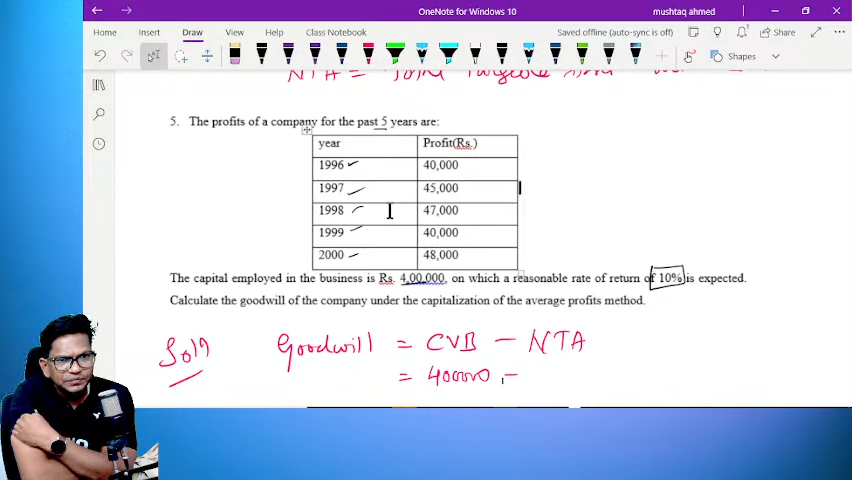 OneNote for Windows 10
mushtaq ahmed
Home Insert Draw View Help Class Notebook
Saved offline (auto-sync is off)
Share
Shapes
NTA = Total Tangible
5. The profits of a company for the past 5 years are:
year Profit(Rs.)
1996 40,000
1997 45,000
1998 47,000
1999 40,000
2000 48,000
The capital employed in the business is Rs. 4,00,000, on which a reasonable rate of return of 10% is expected.
Calculate the goodwill of the company under the capitalization of the average profits method.
Soln Goodwill = CVB - NTA
= 400000 -